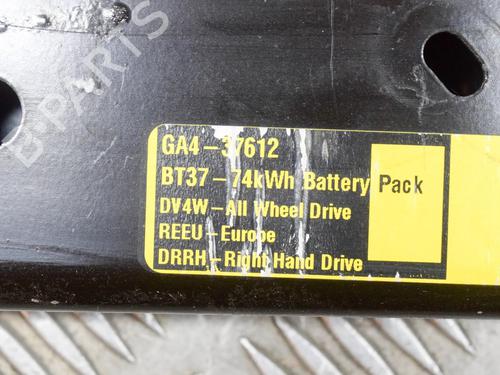 B-PARTS
GA4-37612
BT37-74kWh Battery Pack
DV4W-All Wheel Drive
REEU-Europe
DRRH-Right Hand Drive